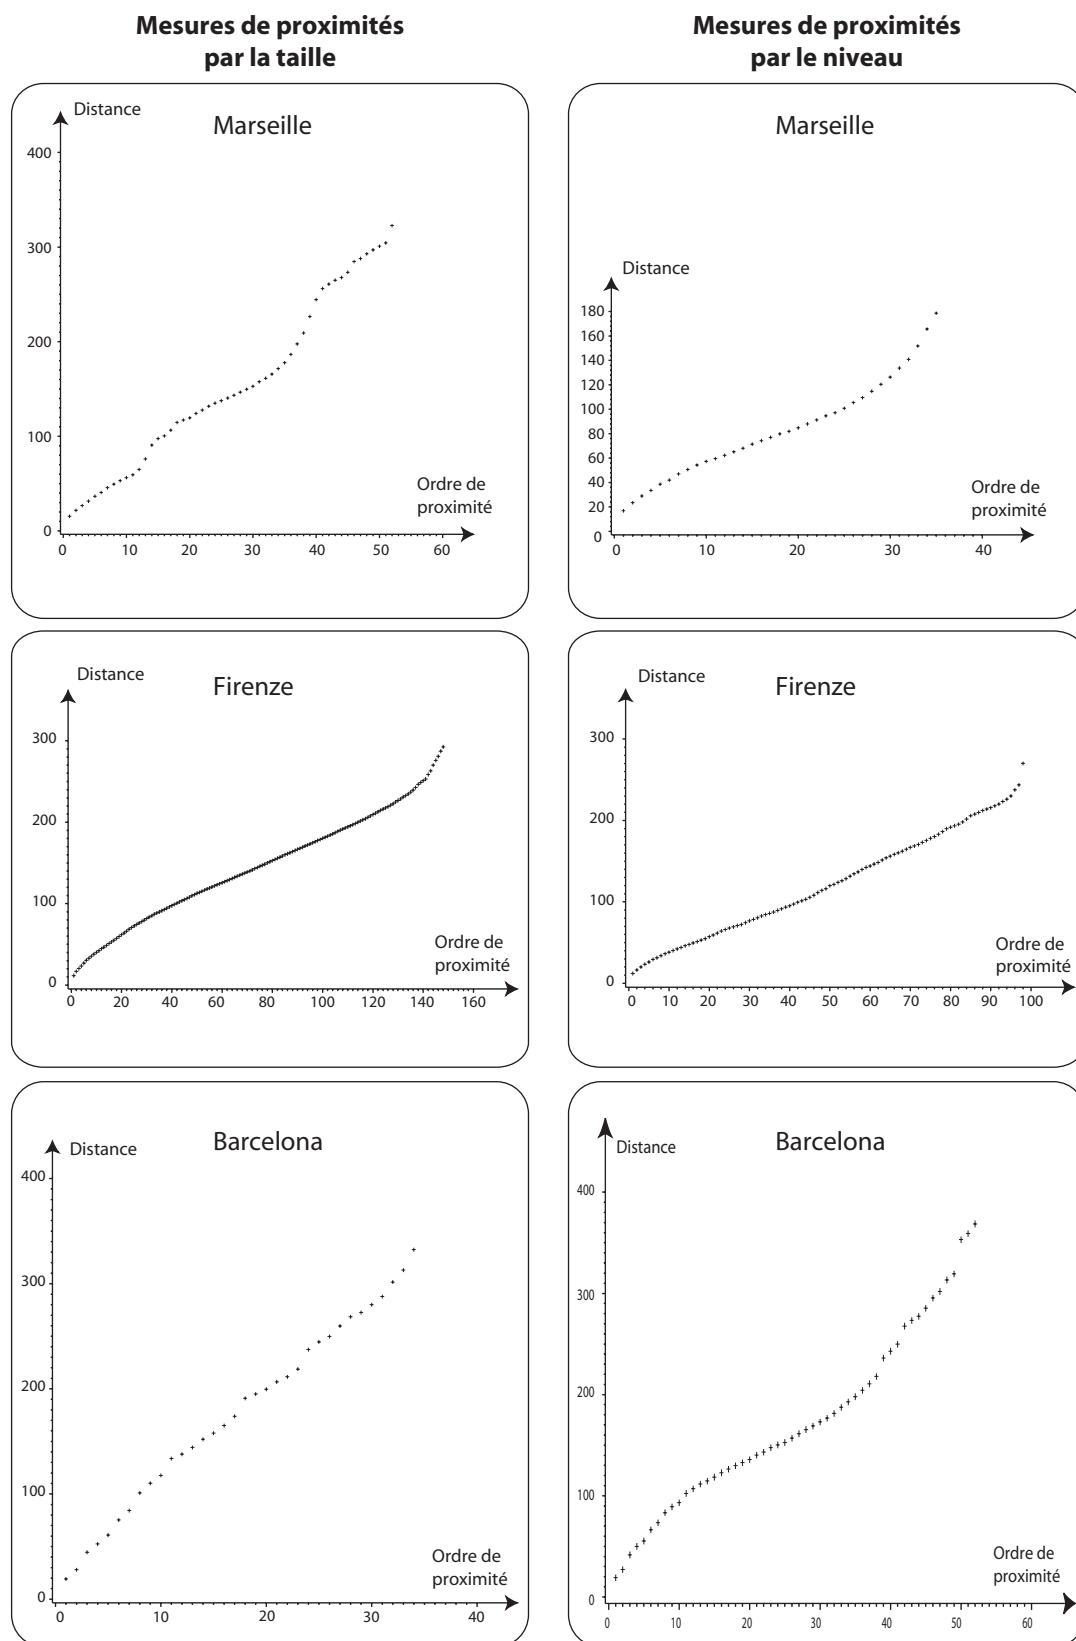 Mesures de proximités
par la taille
Mesures de proximités
par le niveau
Distance
Marseille
400
300
200
100
0
Ordre de
proximité
0 10 20 30 40 50 60
Marseille
Distance
180
160
140
120
100
80
60
40
20
0
Ordre de
proximité
0 10 20 30 40
Distance
Firenze
300
200
100
0
Ordre de
proximité
0 20 40 60 80 100 120 140 160
Distance
Firenze
300
200
100
0
Ordre de
proximité
0 10 20 30 40 50 60 70 80 90 100
Distance
Barcelona
400
300
200
100
0
Ordre de
proximité
0 10 20 30 40
Distance
Barcelona
400
300
200
100
0
Ordre de
proximité
0 10 20 30 40 50 60